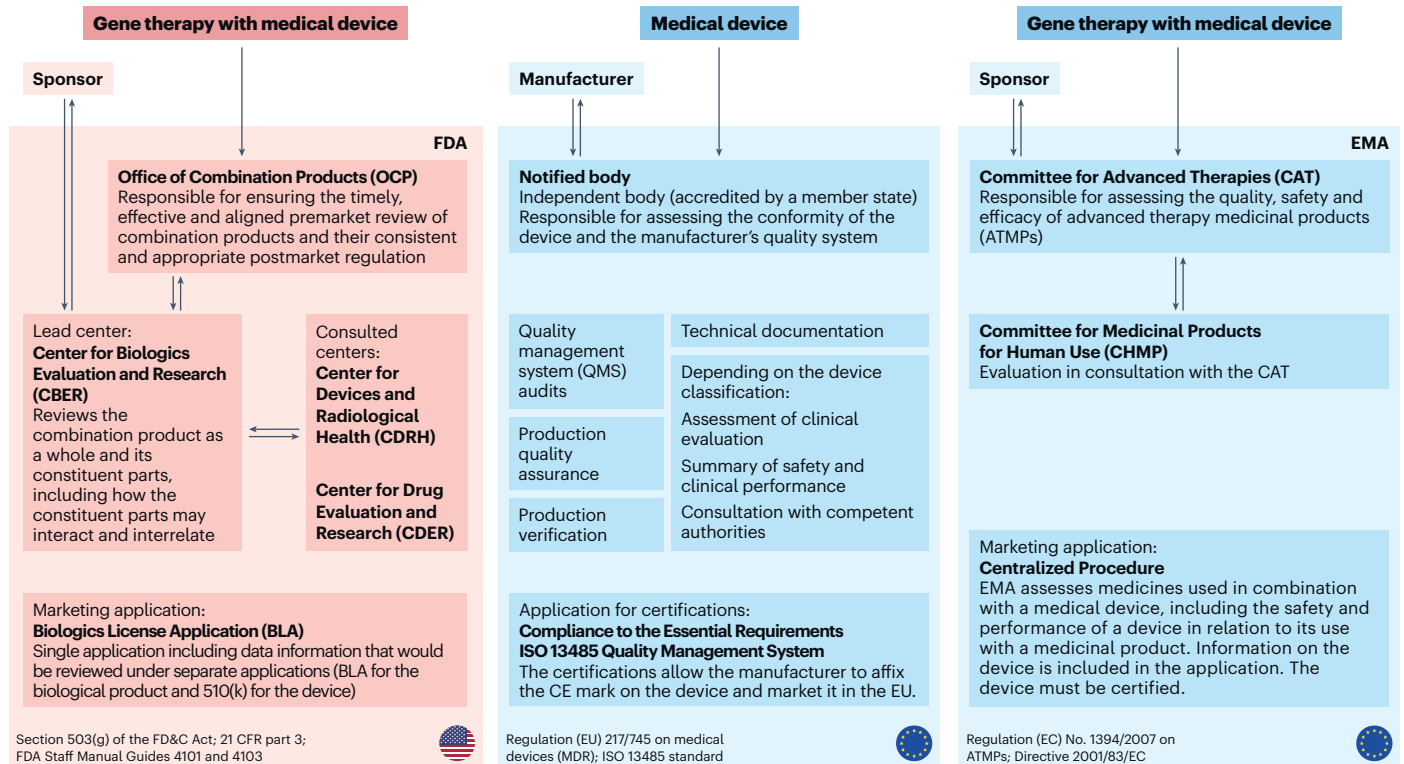 Gene therapy with medical device
Sponsor
FDA
Office of Combination Products (OCP)
Responsible for ensuring the timely,
effective and aligned premarket review of
combination products and their consistent
and appropriate postmarket regulation
Lead center:
Center for Biologics
Evaluation and Research
(CBER)
Reviews the
combination product as
a whole and its
constituent parts,
including how the
constituent parts may
interact and interrelate
Consulted
centers:
Center for
Devices and
Radiological
Health (CDRH)
Center for Drug
Evaluation and
Research (CDER)
Marketing application:
Biologics License Application (BLA)
Single application including data information that would
be reviewed under separate applications (BLA for the
biological product and 510(k) for the device)
Section 503(g) of the FD&C Act; 21 CFR part 3;
FDA Staff Manual Guides 4101 and 4103
Medical device
Manufacturer
Notified body
Independent body (accredited by a member state)
Responsible for assessing the conformity of the
device and the manufacturer's quality system
Quality
management
system (QMS)
audits
Production
quality
assurance
Production
verification
Technical documentation
Depending on the device
classification:
Assessment of clinical
evaluation
Summary of safety and
clinical performance
Consultation with competent
authorities
Application for certifications:
Compliance to the Essential Requirements
ISO 13485 Quality Management System
The certifications allow the manufacturer to affix
the CE mark on the device and market it in the EU.
Regulation (EU) 217/745 on medical
devices (MDR); ISO 13485 standard
Gene therapy with medical device
Sponsor
EMA
Committee for Advanced Therapies (CAT)
Responsible for assessing the quality, safety and
efficacy of advanced therapy medicinal products
(ATMPs)
Committee for Medicinal Products
for Human Use (CHMP)
Evaluation in consultation with the CAT
Marketing application:
Centralized Procedure
EMA assesses medicines used in combination
with a medical device, including the safety and
performance of a device in relation to its use
with a medicinal product. Information on the
device is included in the application. The
device must be certified.
Regulation (EC) No. 1394/2007 on
ATMPs; Directive 2001/83/EC